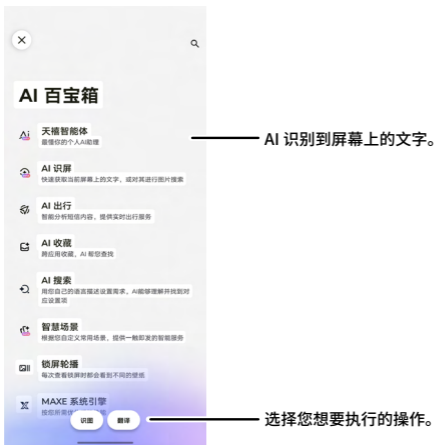 AI 百宝箱
天禧智能体
最懂你的个人AI助理
AI 识别到屏幕上的文字。
AI 识屏
快速获取当前屏幕上的文字，或对其进行图片搜索
AI 出行
智能分析短信内容，提供实时出行服务
AI 收藏
跨应用收藏，AI 帮您查找
AI 搜索
用您自己的语言描述设置需求，AI能够理解并找到对
应设置项
智慧场景
根据您自定义常用场景，提供一触即发的智能服务
锁屏轮播
每次查看锁屏时都会看到不同的壁纸
MAXE 系统引擎
按您所需
识图
翻译
选择您想要执行的操作。